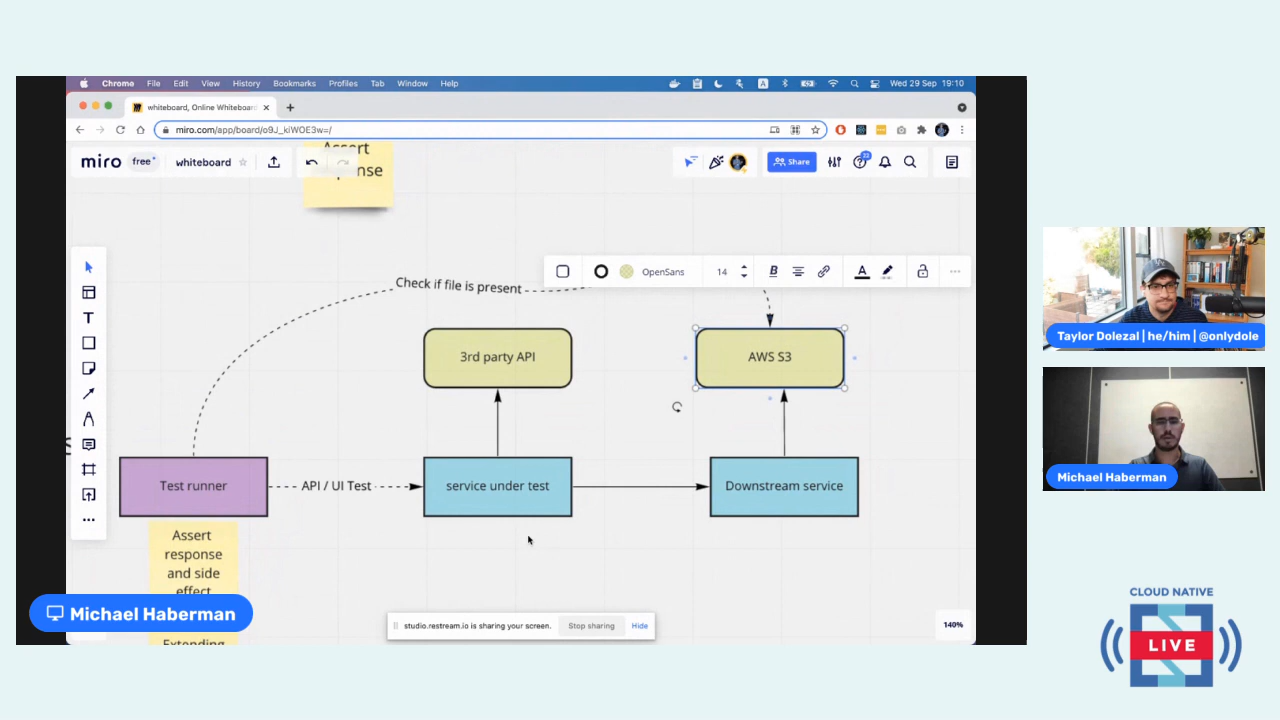 Chrome File Edit View History Bookmarks Profiles Tab Window Help
A
Wed 29 Sep 19:10
whiteboard, Online Whiteboard
miro.com/app/board/o9J_kiWOE3w=/
miro free whiteboard
Share
Assert
OpenSans 14 B A
Check if file is present
3rd party API
AWS S3
Test runner
API / UI Test
service under test
Downstream service
Assert
response
and side
effect
Extending
studio.restream.io is sharing your screen. Stop sharing Hide
140%
Michael Haberman
Taylor Dolezal | he/him | @onlydole
Michael Haberman
CLOUD NATIVE
LIVE